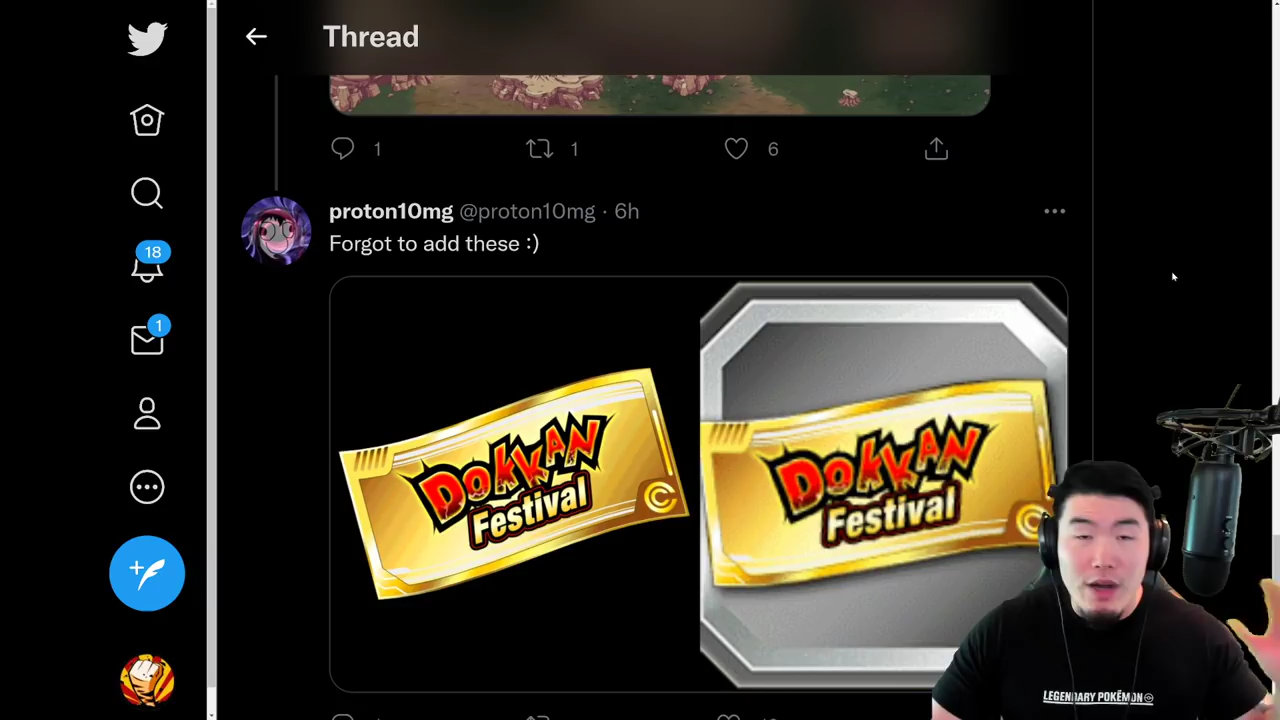 Thread
1
1
6
proton10mg @proton10mg · 6h
Forgot to add these :)
18
1
DOKKAN
Festival
DOKKAN
Festival
LEGENDARY POKÉMON